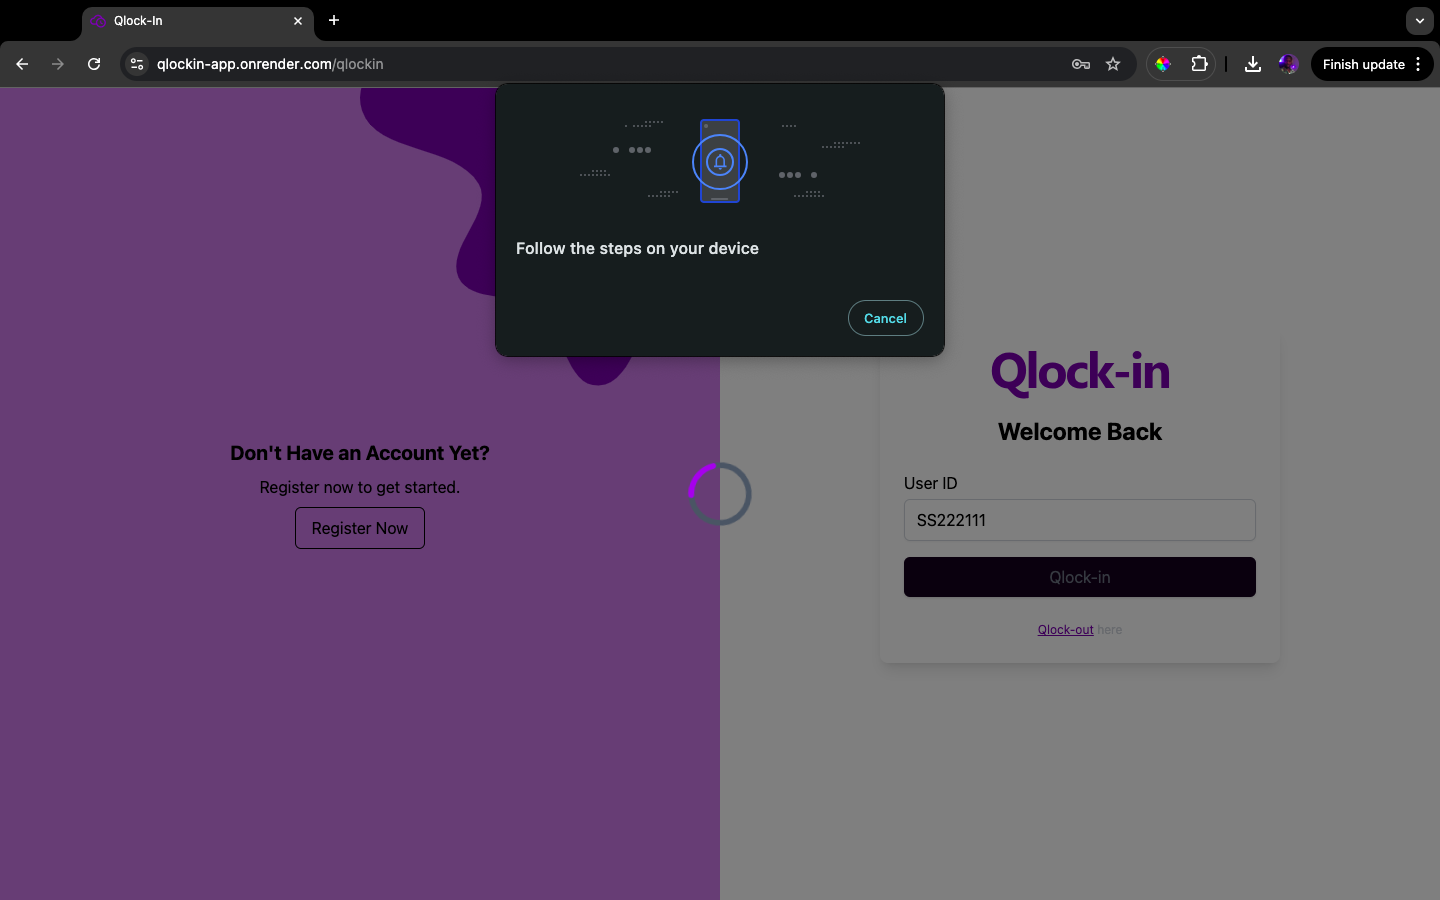 Qlock-In
qlockin-app.onrender.com/qlockin
Finish update
Follow the steps on your device
Cancel
Don't Have an Account Yet?
Register now to get started.
Register Now
Qlock-in
Welcome Back
User ID
SS222111
Qlock-in
Qlock-out here